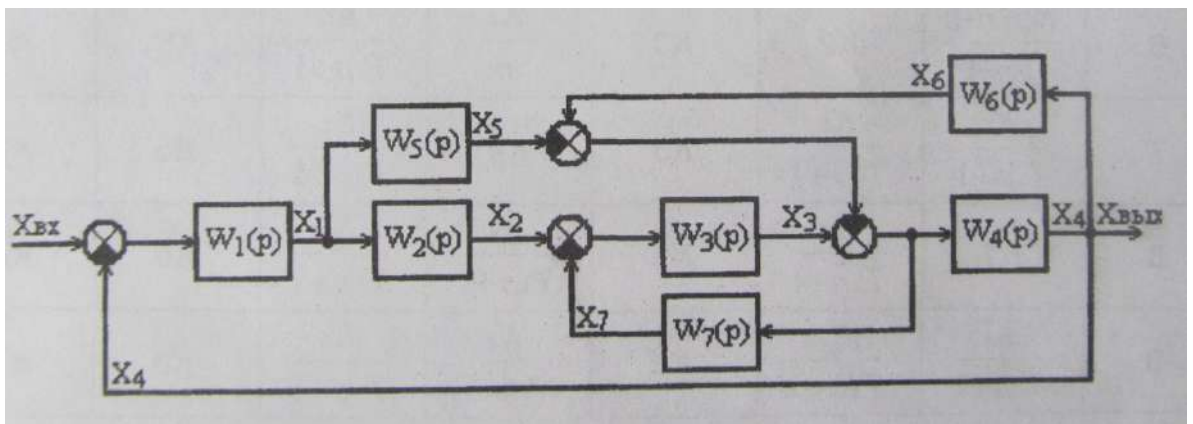 X6
W6(p)
W5(p)
X5
Xвх
W1(p)
X1
W2(p)
X2
W3(p)
X3
W4(p)
X4
Xвых
X7
W7(p)
X4